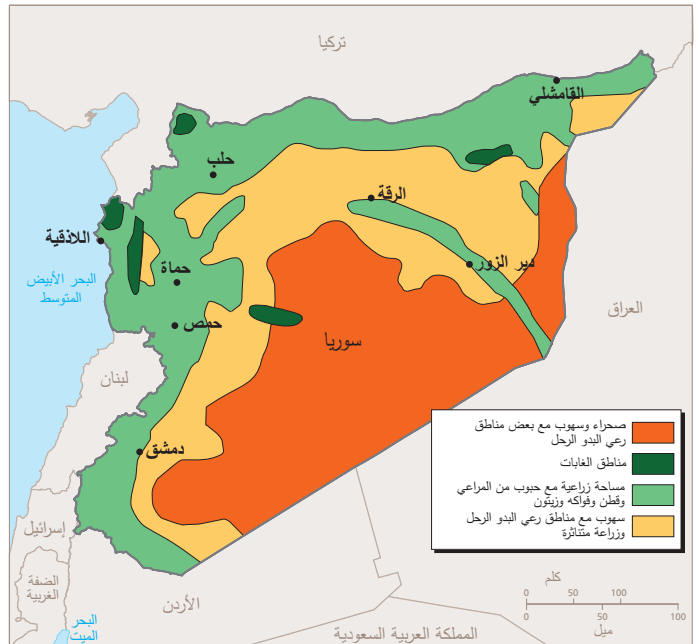 تركيا
القامشلي
حلب
الرقة
اللاذقية
دير الزور
حماة
البحر الأبيض
المتوسط
العراق
حمص
سوريا
لبنان
دمشق
صحراء وسهوب مع بعض مناطق
رعي البدو الرحل
مناطق الغابات
مساحة زراعية مع حبوب من المراعي
وقطن وفواكه وزيتون
سهوب مع مناطق رعي البدو الرحل
وزراعة متناثرة
إسرائيل
الضفة
الغربية
الأردن
البحر
الميت
المملكة العربية السعودية
كلم
0 50 100
0 50 100
ميل